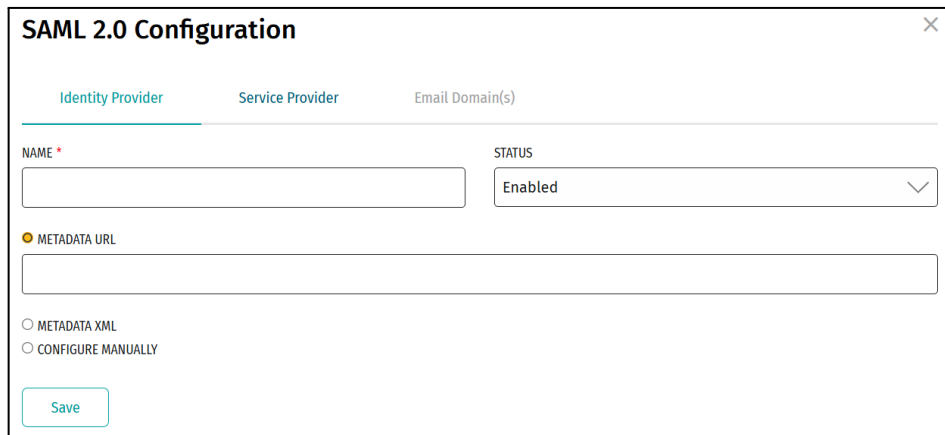 SAML 2.0 Configuration
Identity Provider Service Provider Email Domain(s)
NAME * STATUS
Enabled
METADATA URL
METADATA XML
CONFIGURE MANUALLY
Save